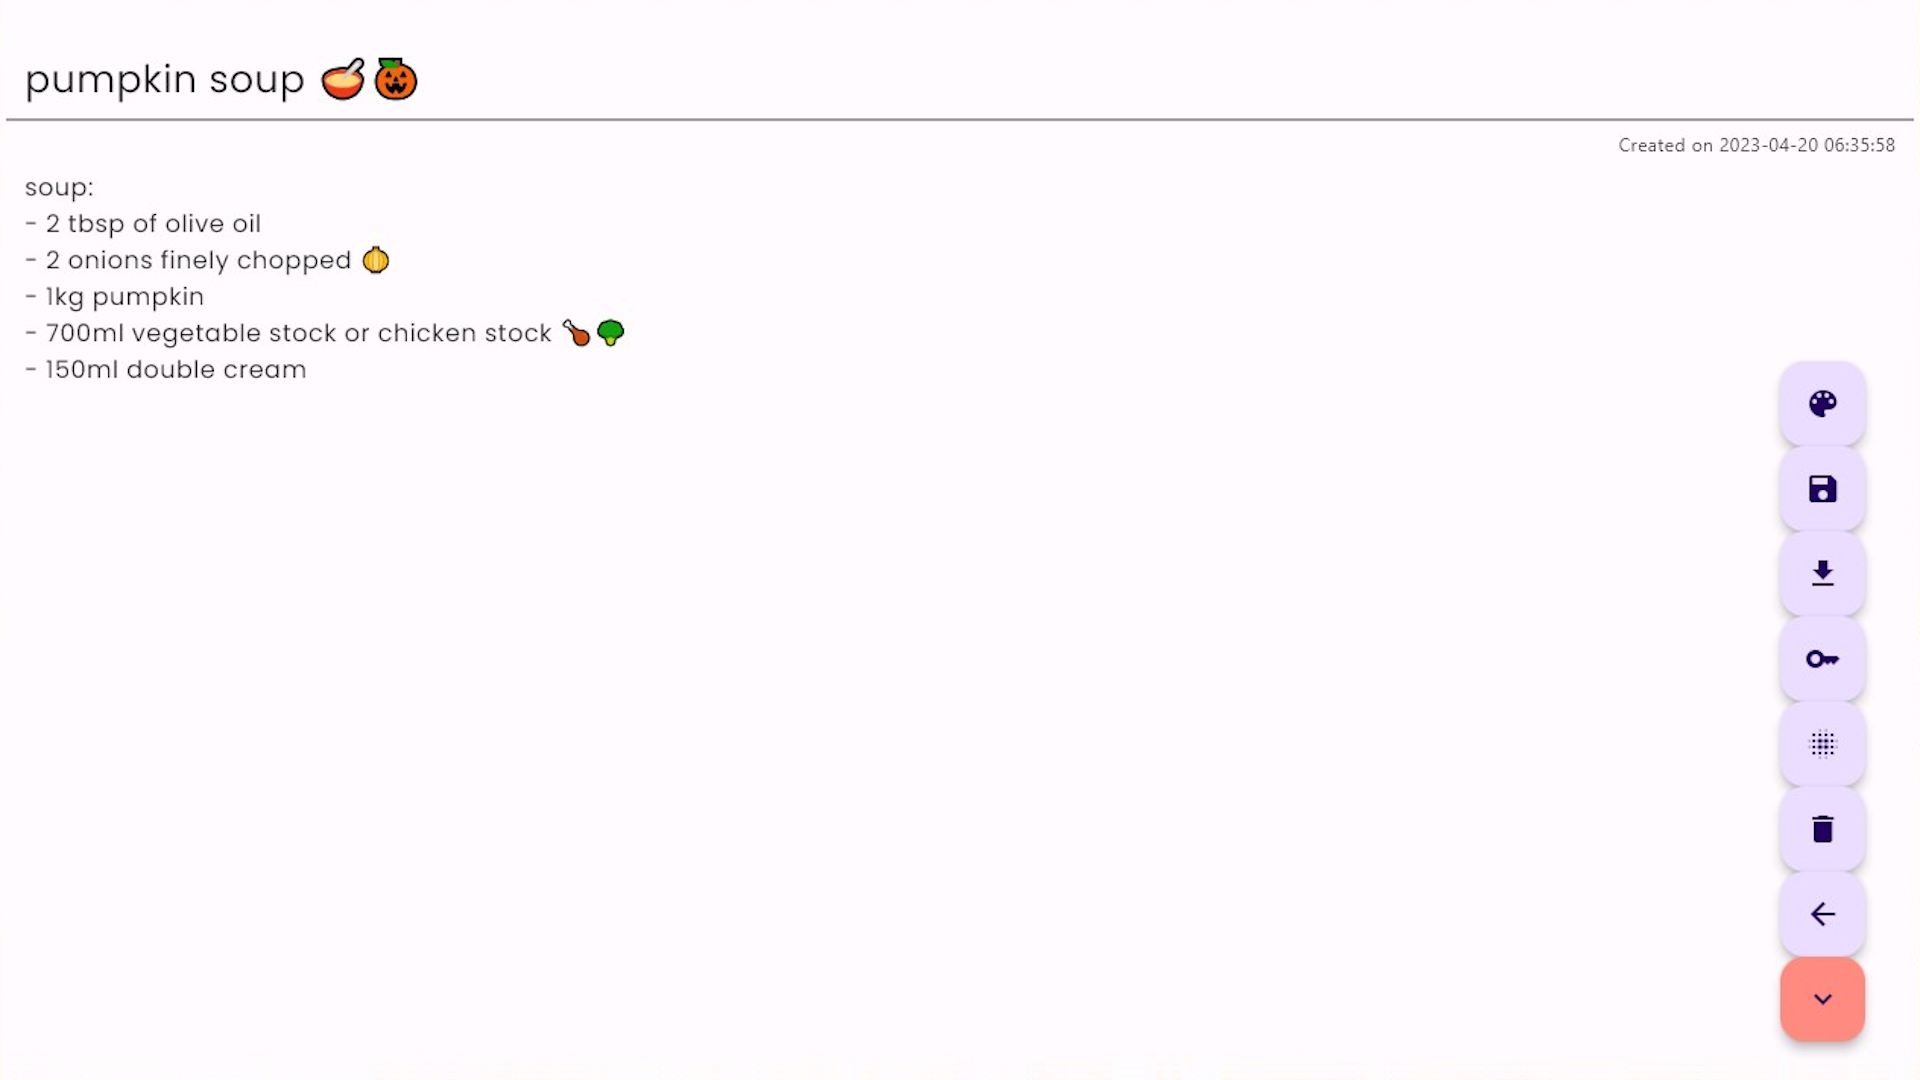 pumpkin soup 🥣🎃
Created on 2023-04-20 06:35:58
soup:
- 2 tbsp of olive oil
- 2 onions finely chopped 🧅
- 1kg pumpkin
- 700ml vegetable stock or chicken stock 🍗🥦
- 150ml double cream